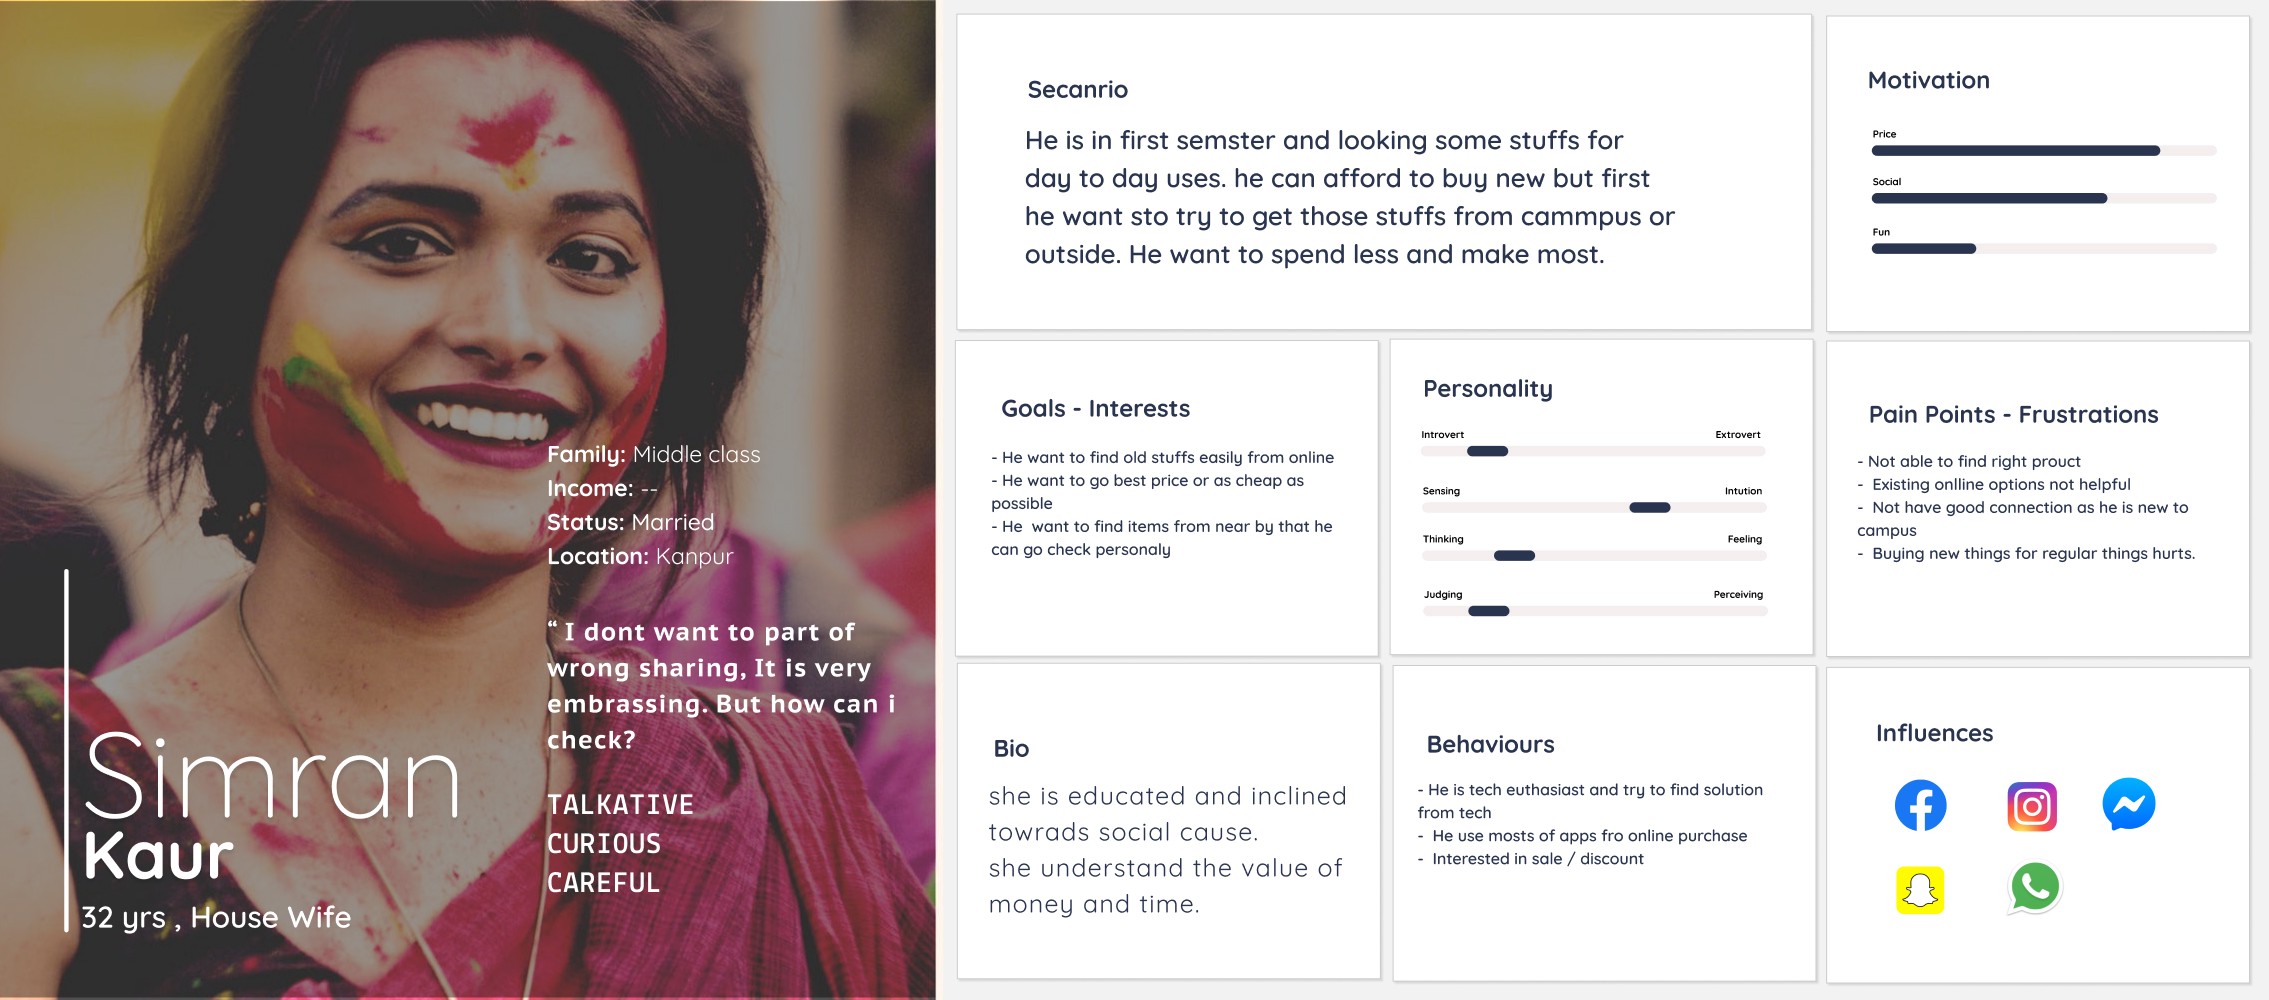 Simran
Kaur
32 yrs , House Wife
Family: Middle class
Income: --
Status: Married
Location: Kanpur
“ I dont want to part of
wrong sharing, It is very
embrassing. But how can i
check?
TALKATIVE
CURIOUS
CAREFUL
Secanrio
He is in first semster and looking some stuffs for
day to day uses. he can afford to buy new but first
he want sto try to get those stuffs from cammpus or
outside. He want to spend less and make most.
Motivation
Price
Social
Fun
Goals - Interests
- He want to find old stuffs easily from online
- He want to go best price or as cheap as
possible
- He  want to find items from near by that he
can go check personaly
Personality
Introvert Extrovert
Sensing Intution
Thinking Feeling
Judging Perceiving
Pain Points - Frustrations
- Not able to find right prouct
-  Existing onlline options not helpful
-  Not have good connection as he is new to
campus
-  Buying new things for regular things hurts.
Bio
she is educated and inclined
towrads social cause.
she understand the value of
money and time.
Behaviours
- He is tech euthasiast and try to find solution
from tech
-  He use mosts of apps fro online purchase
-  Interested in sale / discount
Influences